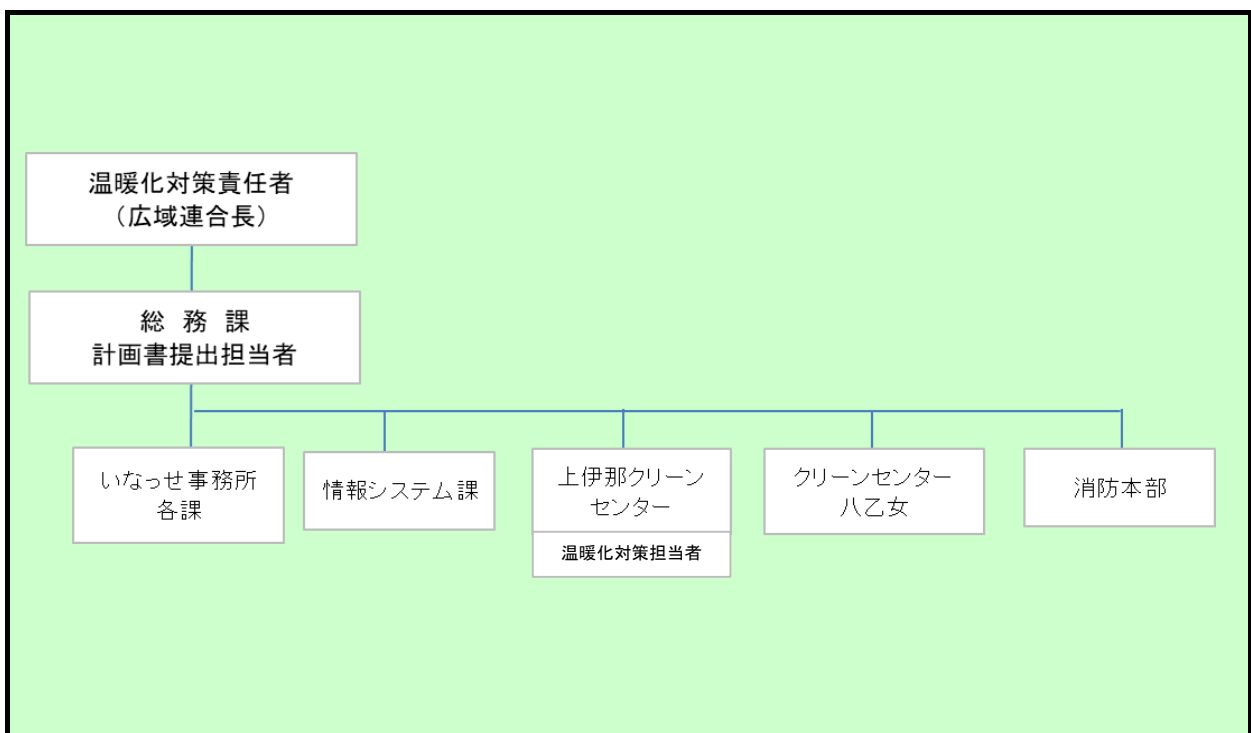 温暖化対策責任者
（広域連合長）
総　務　課
計画書提出担当者
いなっせ事務所
各課
情報システム課
上伊那クリーン
センター
温暖化対策担当者
クリーンセンター
八乙女
消防本部